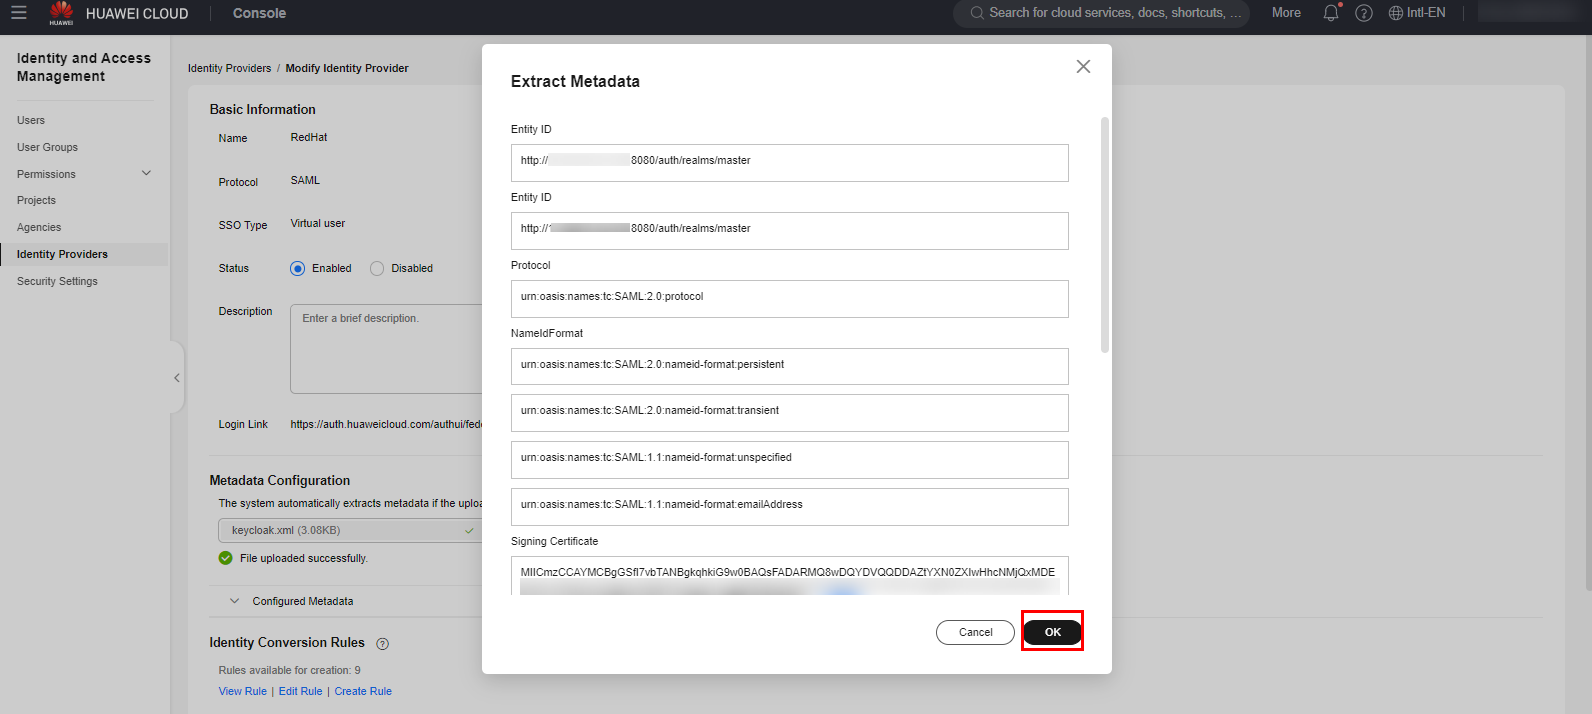 HUAWEI
HUAWEI CLOUD
Console
Search for cloud services, docs, shortcuts, ...
More
Intl-EN
Identity and Access
Management
Users
User Groups
Permissions
Projects
Agencies
Identity Providers
Security Settings
Identity Providers / Modify Identity Provider
Basic Information
Name RedHat
Protocol SAML
SSO Type Virtual user
Status Enabled Disabled
Description Enter a brief description.
Login Link https://auth.huaweicloud.com/authui/fede
Metadata Configuration
The system automatically extracts metadata if the uploa
keycloak.xml (3.08KB)
File uploaded successfully.
Configured Metadata
Identity Conversion Rules
Rules available for creation: 9
View Rule | Edit Rule | Create Rule
Extract Metadata
Entity ID
http:// 8080/auth/realms/master
Entity ID
http:// 8080/auth/realms/master
Protocol
urn:oasis:names:tc:SAML:2.0:protocol
NameIdFormat
urn:oasis:names:tc:SAML:2.0:nameid-format:persistent
urn:oasis:names:tc:SAML:2.0:nameid-format:transient
urn:oasis:names:tc:SAML:1.1:nameid-format:unspecified
urn:oasis:names:tc:SAML:1.1:nameid-format:emailAddress
Signing Certificate
MIICmzCCAYMCBgGSfI7vbTANBgkqhkiG9w0BAQsFADARMQ8wDQYDVQQDDAZtYXN0ZXIwHhcNMjQxMDE
Cancel
OK